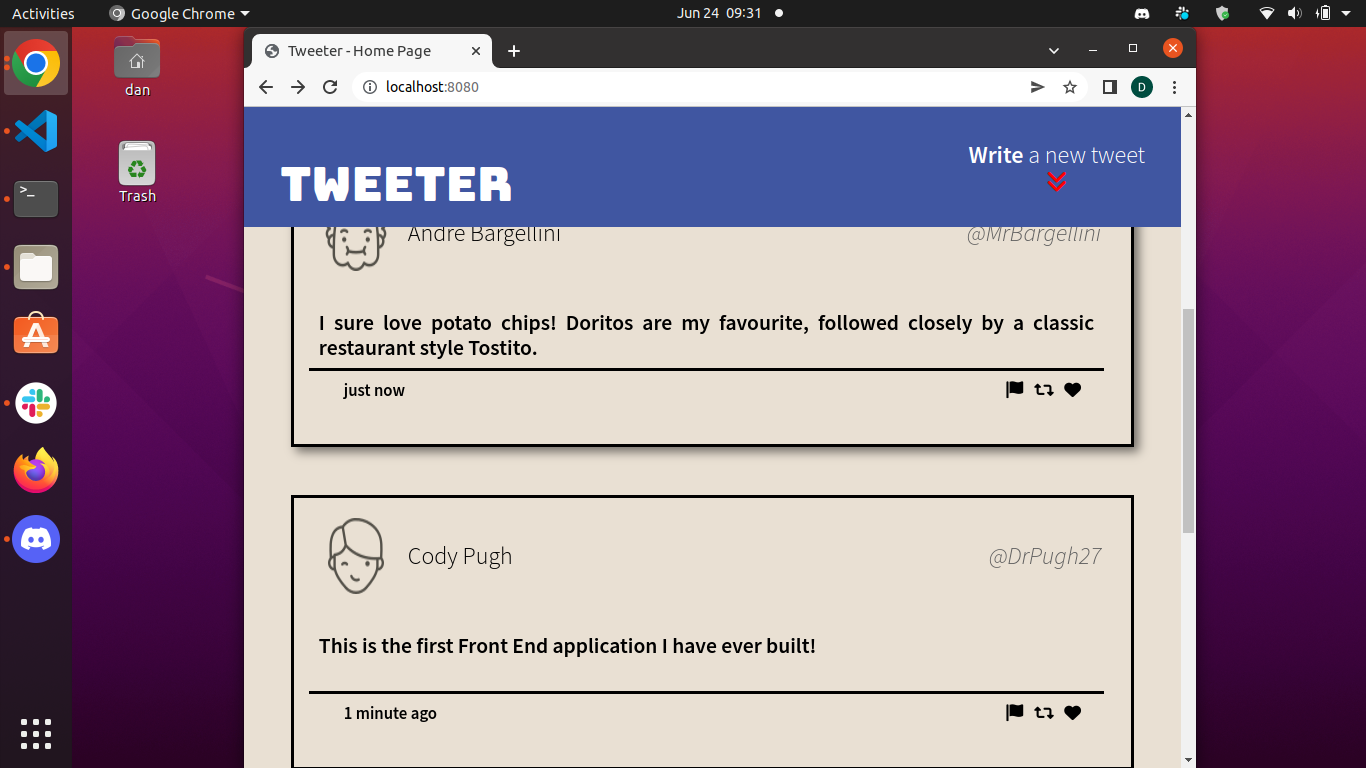 Activities Google Chrome Jun 24 09:31
dan
Trash
Tweeter - Home Page
localhost:8080
D
TWEETER
Write a new tweet
Andre Bargellini @MrBargellini
I sure love potato chips! Doritos are my favourite, followed closely by a classic
restaurant style Tostito.
just now
Cody Pugh @DrPugh27
This is the first Front End application I have ever built!
1 minute ago